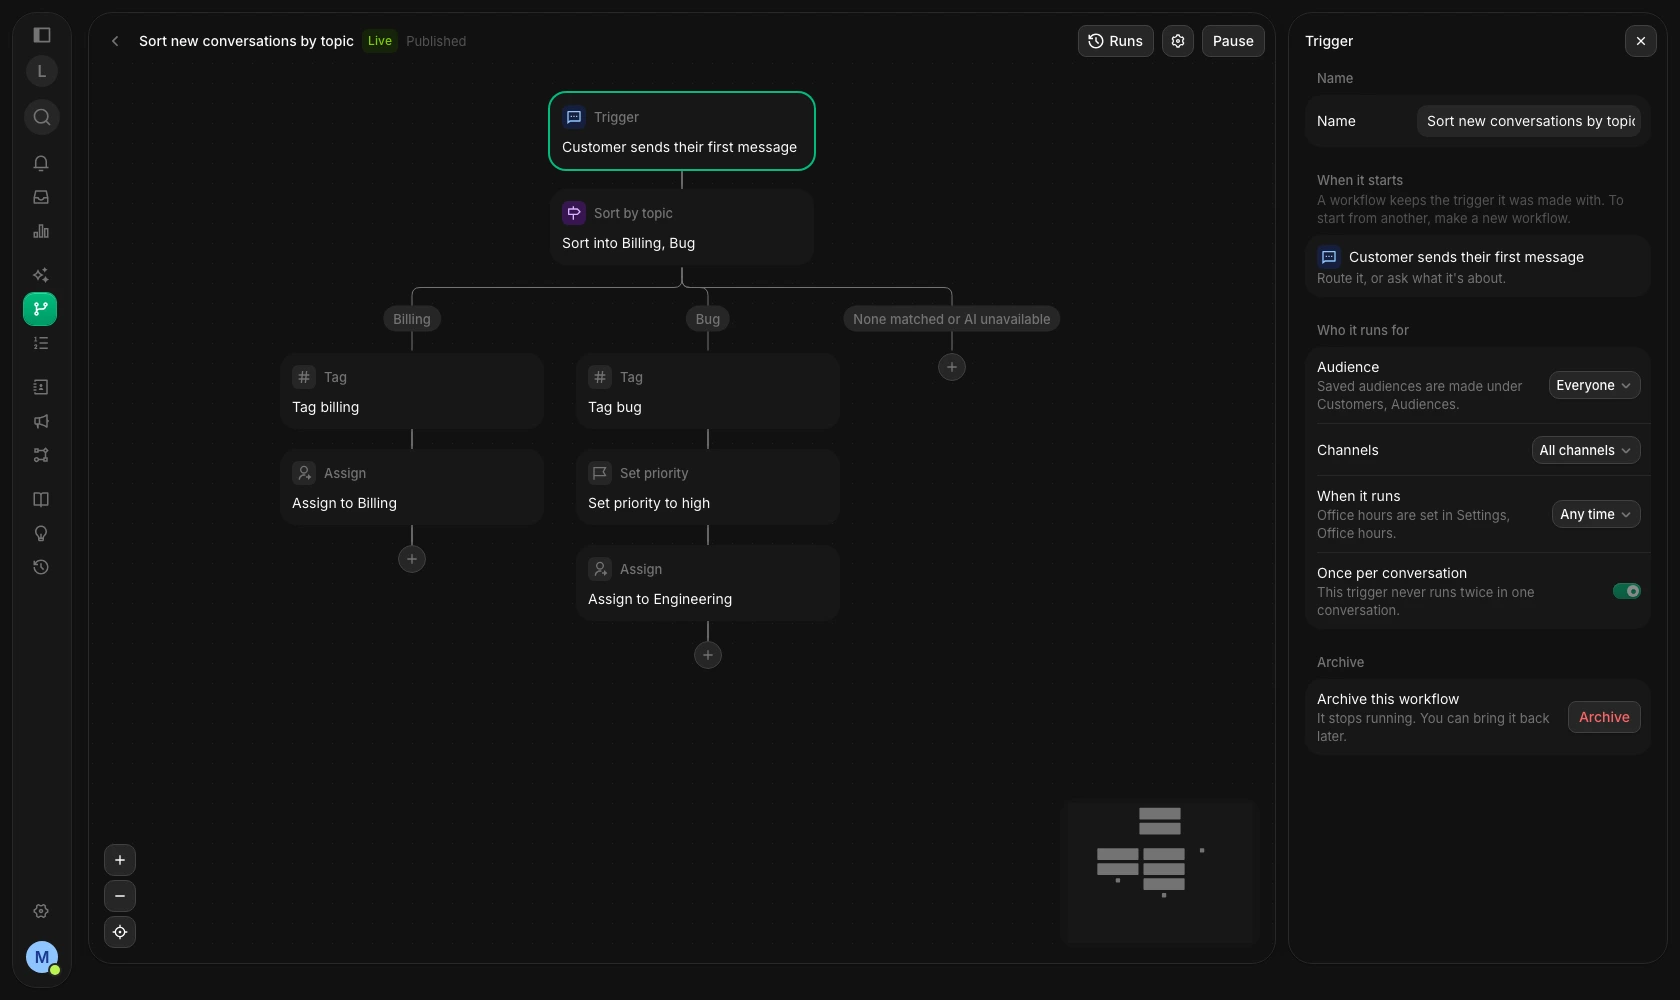 L
Sort new conversations by topic Live Published
Runs
Pause
Trigger
Customer sends their first message
Sort by topic
Sort into Billing, Bug
Billing
Bug
None matched or AI unavailable
Tag
Tag billing
Tag
Tag bug
Assign
Assign to Billing
Set priority
Set priority to high
Assign
Assign to Engineering
M
Trigger
Name
Name Sort new conversations by topic
When it starts
A workflow keeps the trigger it was made with. To
start from another, make a new workflow.
Customer sends their first message
Route it, or ask what it's about.
Who it runs for
Audience
Saved audiences are made under
Customers, Audiences.
Everyone
Channels
All channels
When it runs
Office hours are set in Settings,
Office hours.
Any time
Once per conversation
This trigger never runs twice in one
conversation.
Archive
Archive this workflow
It stops running. You can bring it back
later.
Archive